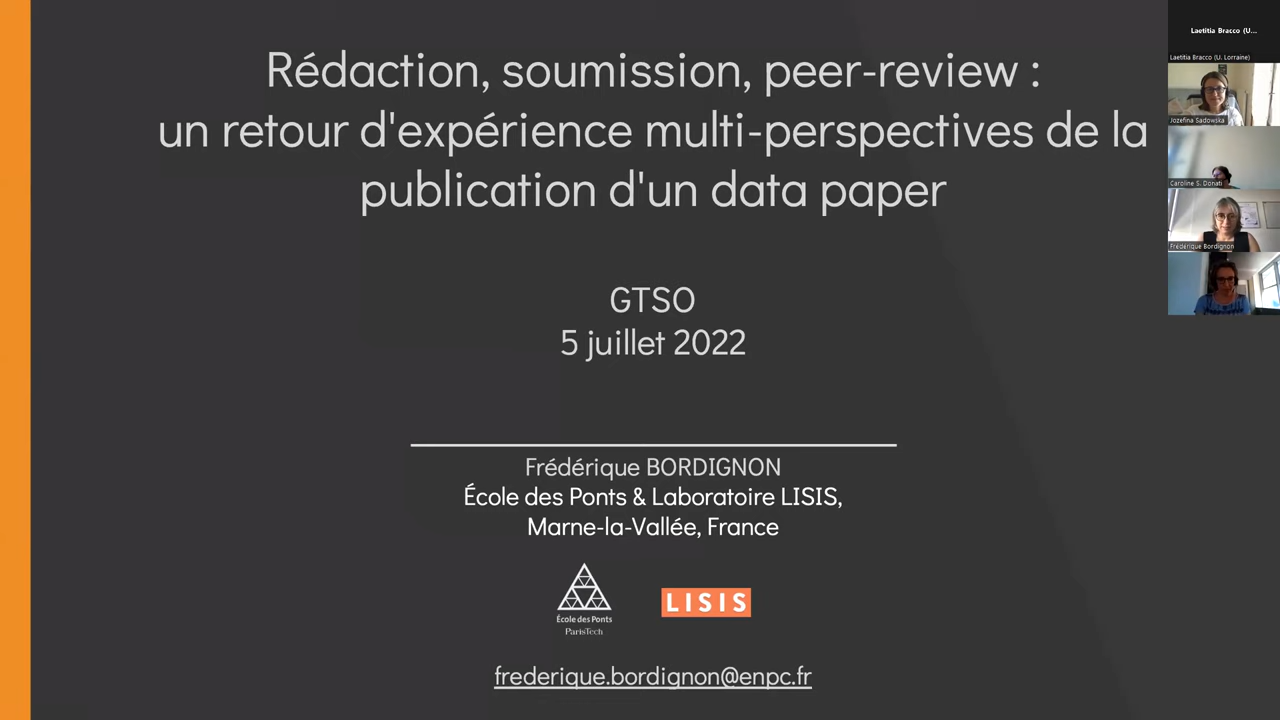 Rédaction, soumission, peer-review :
un retour d'expérience multi-perspectives de la
publication d'un data paper
GTSO
5 juillet 2022
Frédérique BORDIGNON
École des Ponts & Laboratoire LISIS,
Marne-la-Vallée, France
École des Ponts
ParisTech
LISIS
frederique.bordignon@enpc.fr
Laetitia Bracco (U...
Laetitia Bracco (U. Lorraine)
Jozefina Sadowska
Caroline S. Donati
Frédérique Bordignon